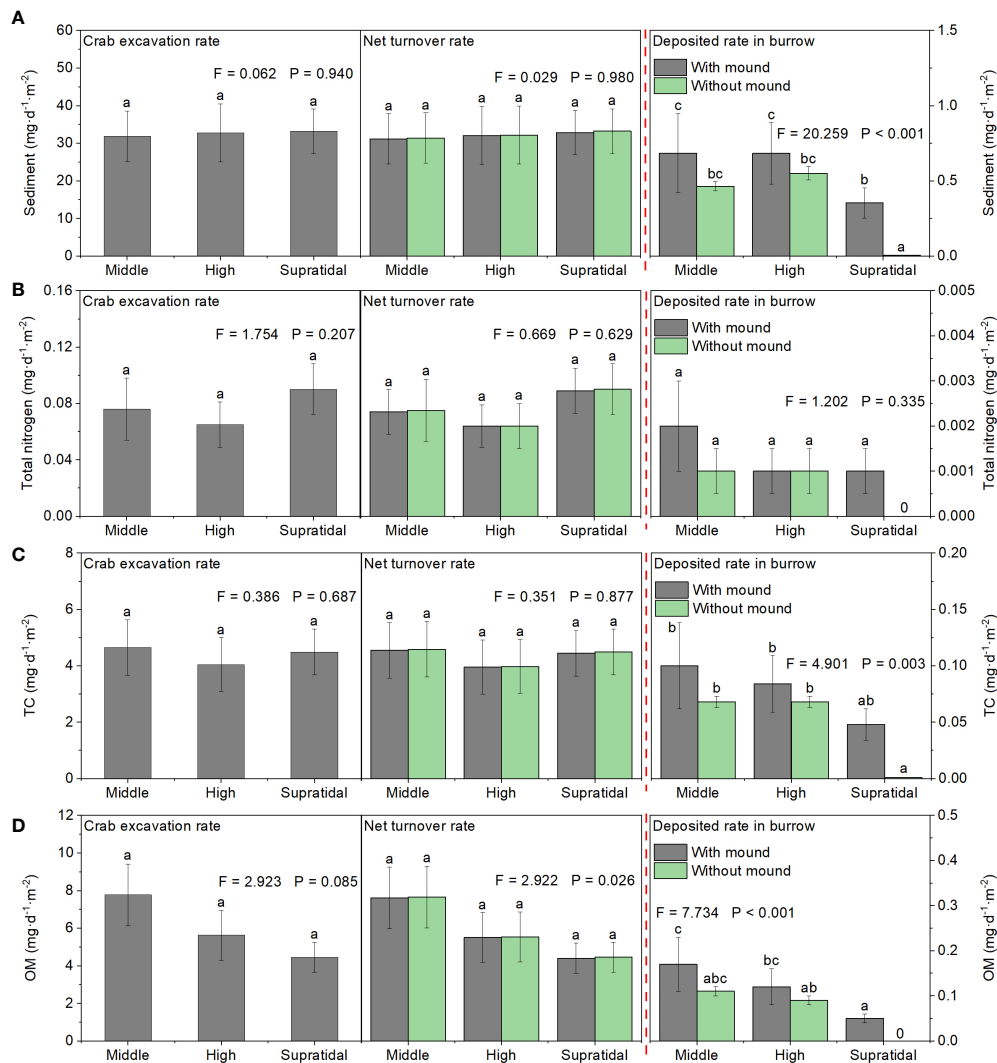 A
Crab excavation rate
Net turnover rate
Deposited rate in burrow
With mound
Without mound
F = 0.062 P = 0.940
F = 0.029 P = 0.980
F = 20.259 P < 0.001
a a a
a a a a a a
c bc c bc b a
60
50
40
30
20
10
0
1.5
1.0
0.5
0.0
Sediment (mg·d⁻¹·m⁻²)
Sediment (mg·d⁻¹·m⁻²)
Middle High Supratidal
Middle High Supratidal
Middle High Supratidal
B
Crab excavation rate
Net turnover rate
Deposited rate in burrow
With mound
Without mound
F = 1.754 P = 0.207
F = 0.669 P = 0.629
F = 1.202 P = 0.335
a a a
a a a a a a
a a a a a 0
0.16
0.12
0.08
0.04
0.00
0.005
0.004
0.003
0.002
0.001
0.000
Total nitrogen (mg·d⁻¹·m⁻²)
Total nitrogen (mg·d⁻¹·m⁻²)
Middle High Supratidal
Middle High Supratidal
Middle High Supratidal
C
Crab excavation rate
Net turnover rate
Deposited rate in burrow
With mound
Without mound
F = 0.386 P = 0.687
F = 0.351 P = 0.877
F = 4.901 P = 0.003
a a a
a a a a a a
b b b b ab a
8
6
4
2
0
0.20
0.15
0.10
0.05
0.00
TC (mg·d⁻¹·m⁻²)
TC (mg·d⁻¹·m⁻²)
Middle High Supratidal
Middle High Supratidal
Middle High Supratidal
D
Crab excavation rate
Net turnover rate
Deposited rate in burrow
With mound
Without mound
F = 2.923 P = 0.085
F = 2.922 P = 0.026
F = 7.734 P < 0.001
a a a
a a a a a a
c abc bc ab a 0
12
10
8
6
4
2
0
0.5
0.4
0.3
0.2
0.1
0.0
OM (mg·d⁻¹·m⁻²)
OM (mg·d⁻¹·m⁻²)
Middle High Supratidal
Middle High Supratidal
Middle High Supratidal